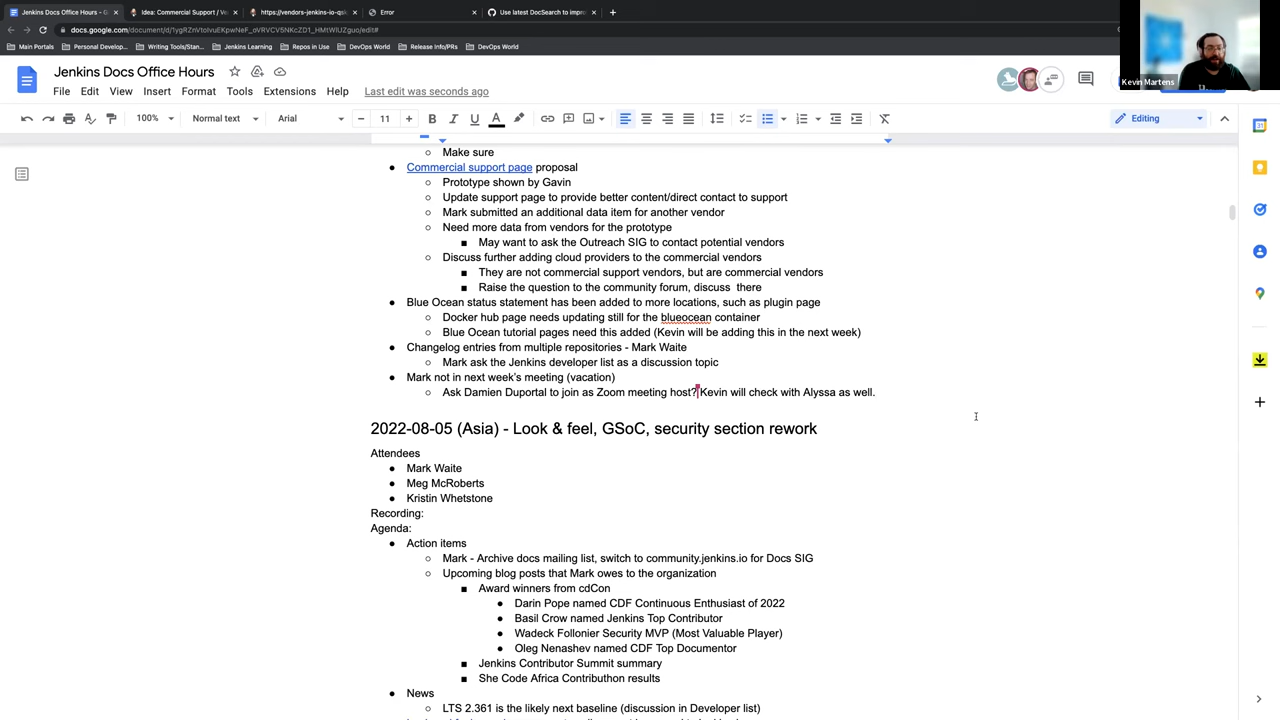 Jenkins Docs Office Hours - G
Idea: Commercial Support / Ve
https://vendors-jenkins-io-qsi
Error
Use latest DocSearch to impro
docs.google.com
Main Portals
Personal Develop...
Writing Tools/Stan...
Jenkins Learning
Repos in Use
DevOps World
Release Info/PRs
DevOps World
Kevin Martens
Jenkins Docs Office Hours
File Edit View Insert Format Tools Extensions Help Last edit was seconds ago
100% Normal text Arial 11 Editing
Make sure
Commercial support page proposal
Prototype shown by Gavin
Update support page to provide better content/direct contact to support
Mark submitted an additional data item for another vendor
Need more data from vendors for the prototype
May want to ask the Outreach SIG to contact potential vendors
Discuss further adding cloud providers to the commercial vendors
They are not commercial support vendors, but are commercial vendors
Raise the question to the community forum, discuss there
Blue Ocean status statement has been added to more locations, such as plugin page
Docker hub page needs updating still for the blueocean container
Blue Ocean tutorial pages need this added (Kevin will be adding this in the next week)
Changelog entries from multiple repositories - Mark Waite
Mark ask the Jenkins developer list as a discussion topic
Mark not in next week's meeting (vacation)
Ask Damien Duportal to join as Zoom meeting host? Kevin will check with Alyssa as well.
2022-08-05 (Asia) - Look & feel, GSoC, security section rework
Attendees
Mark Waite
Meg McRoberts
Kristin Whetstone
Recording:
Agenda:
Action items
Mark - Archive docs mailing list, switch to community.jenkins.io for Docs SIG
Upcoming blog posts that Mark owes to the organization
Award winners from cdCon
Darin Pope named CDF Continuous Enthusiast of 2022
Basil Crow named Jenkins Top Contributor
Wadeck Follonier Security MVP (Most Valuable Player)
Oleg Nenashev named CDF Top Documentor
Jenkins Contributor Summit summary
She Code Africa Contributhon results
News
LTS 2.361 is the likely next baseline (discussion in Developer list)